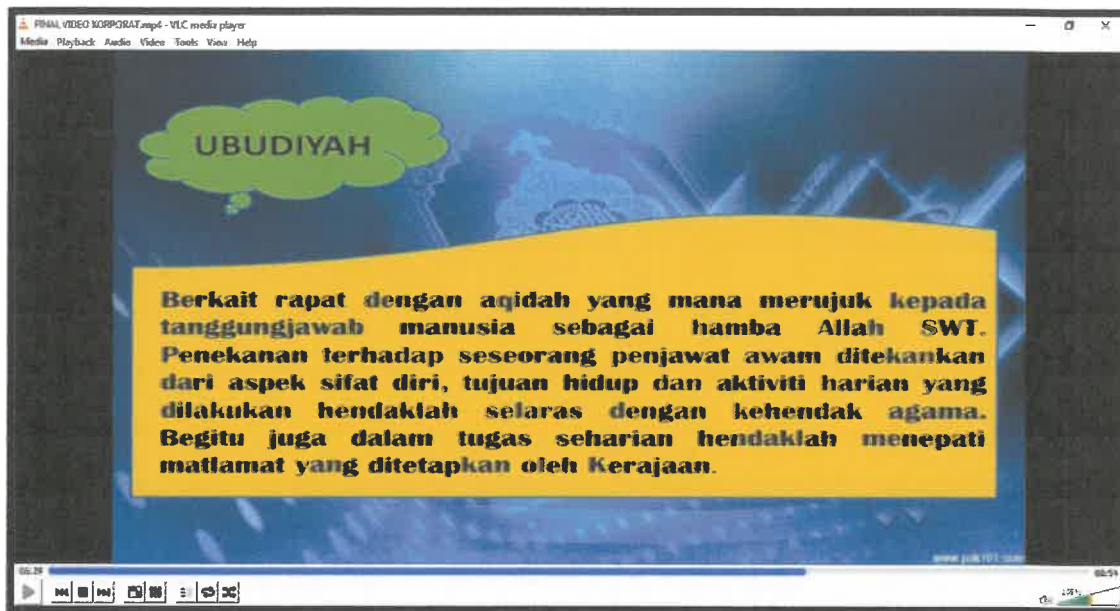 FINAL VIDEO KORPORAT.mp4 - VLC media player
Media Playback Audio Video Tools View Help
UBUDIYAH
Berkait rapat dengan aqidah yang mana merujuk kepada
tanggungjawab manusia sebagai hamba Allah SWT.
Penekanan terhadap seseorang penjawat awam ditekankan
dari aspek sifat diri, tujuan hidup dan aktiviti harian yang
dilakukan hendaklah selaras dengan kehendak agama.
Begitu juga dalam tugas seharian hendaklah menepati
matlamat yang ditetapkan oleh Kerajaan.